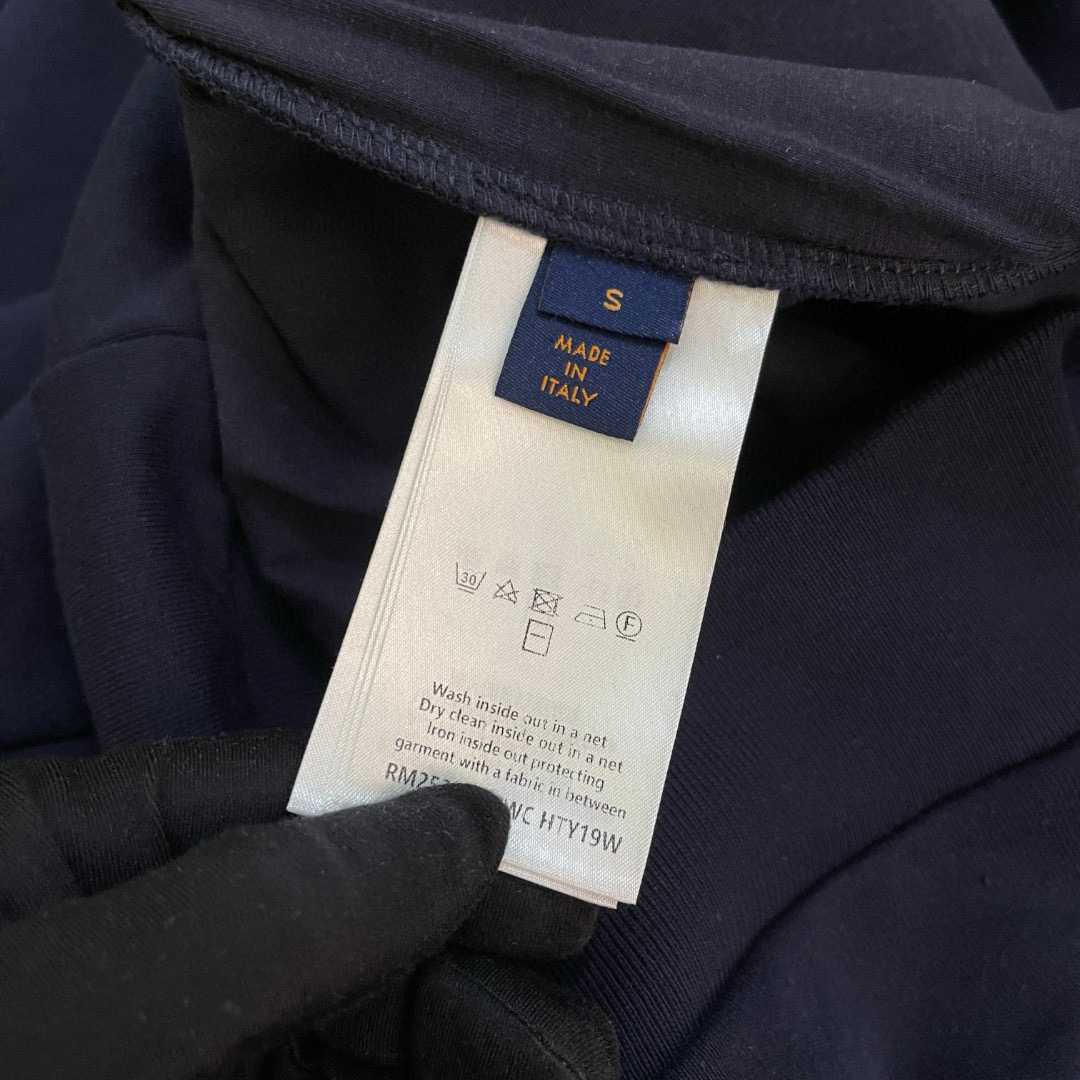 S
MADE
IN
ITALY
30
F
Wash inside out in a net
Dry clean inside out in a net
Iron inside out protecting
garment with a fabric in between
HTY19W